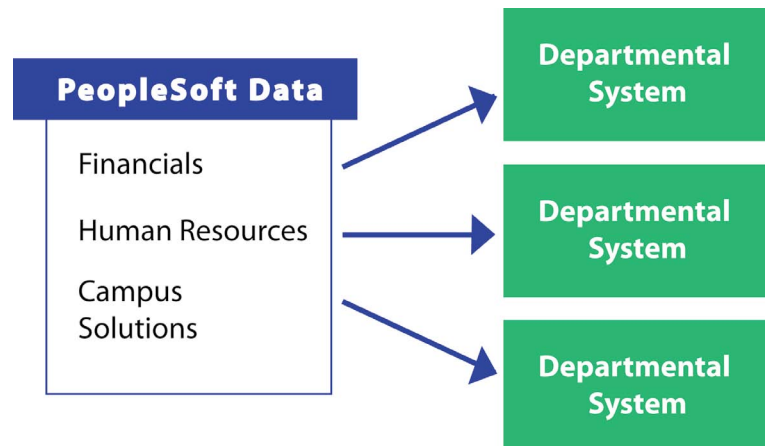 PeopleSoft Data
Financials
Human Resources
Campus
Solutions
Departmental
System
Departmental
System
Departmental
System